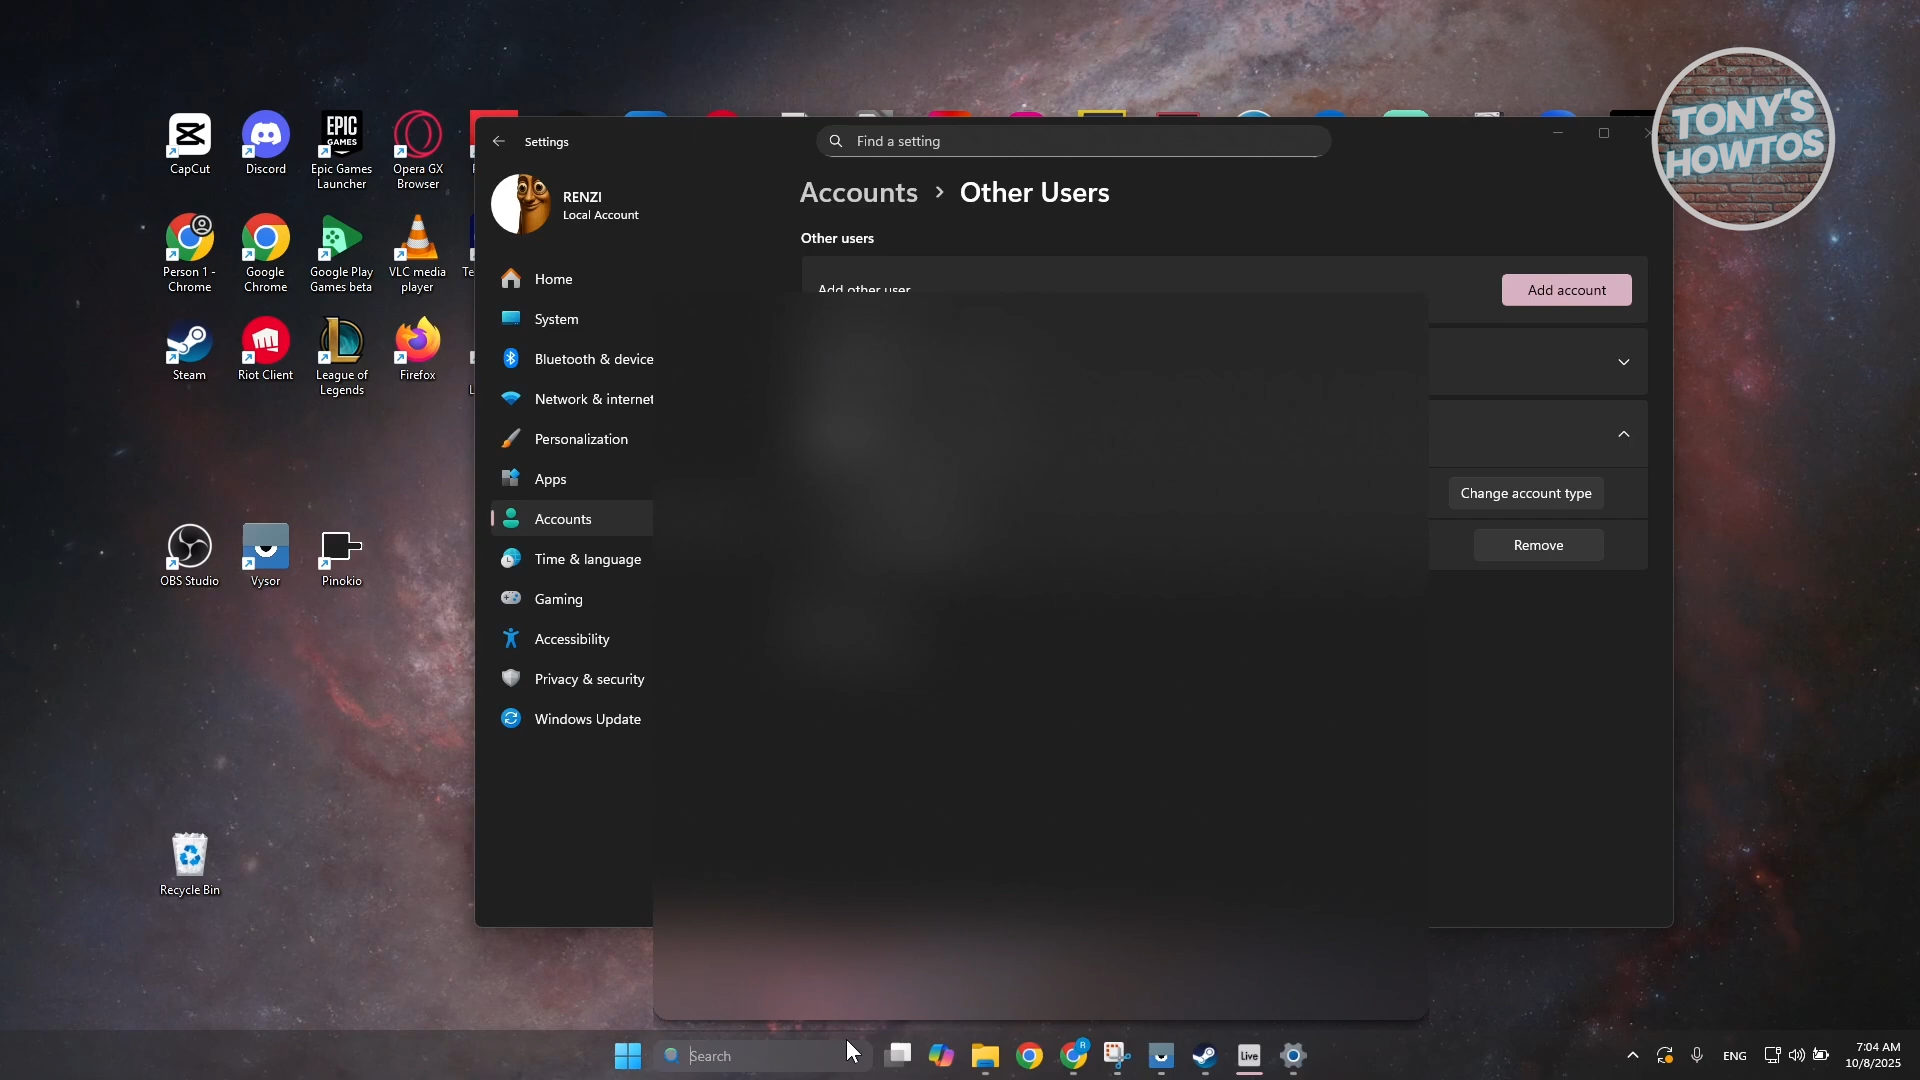 TONY'S
HOWTOS
CapCut
Discord
Epic Games
Launcher
EPIC
GAMES
Opera GX
Browser
Person 1 -
Chrome
Google
Chrome
Google Play
Games beta
VLC media
player
Te
Steam
Riot Client
League of
Legends
Firefox
L
OBS Studio
Vysor
Pinokio
Recycle Bin
Settings
Find a setting
RENZI
Local Account
Home
System
Bluetooth & device
Network & internet
Personalization
Apps
Accounts
Time & language
Gaming
Accessibility
Privacy & security
Windows Update
Accounts > Other Users
Other users
Add other user
Add account
Change account type
Remove
Search
R
Live
ENG
7:04 AM
10/8/2025